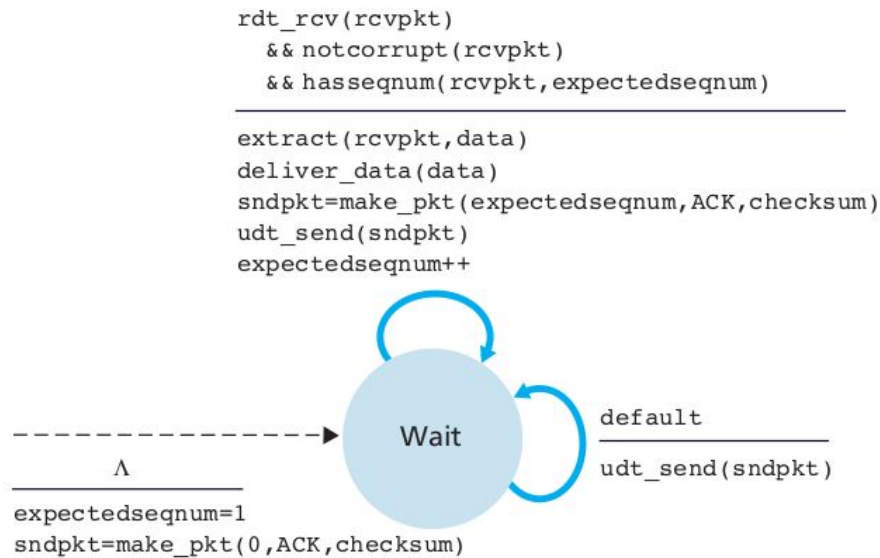 rdt_rcv(rcvpkt)
&& notcorrupt(rcvpkt)
&& hasseqnum(rcvpkt,expectedseqnum)
extract(rcvpkt,data)
deliver_data(data)
sndpkt=make_pkt(expectedseqnum,ACK,checksum)
udt_send(sndpkt)
expectedseqnum++
Wait
default
udt_send(sndpkt)
Λ
expectedseqnum=1
sndpkt=make_pkt(0,ACK,checksum)